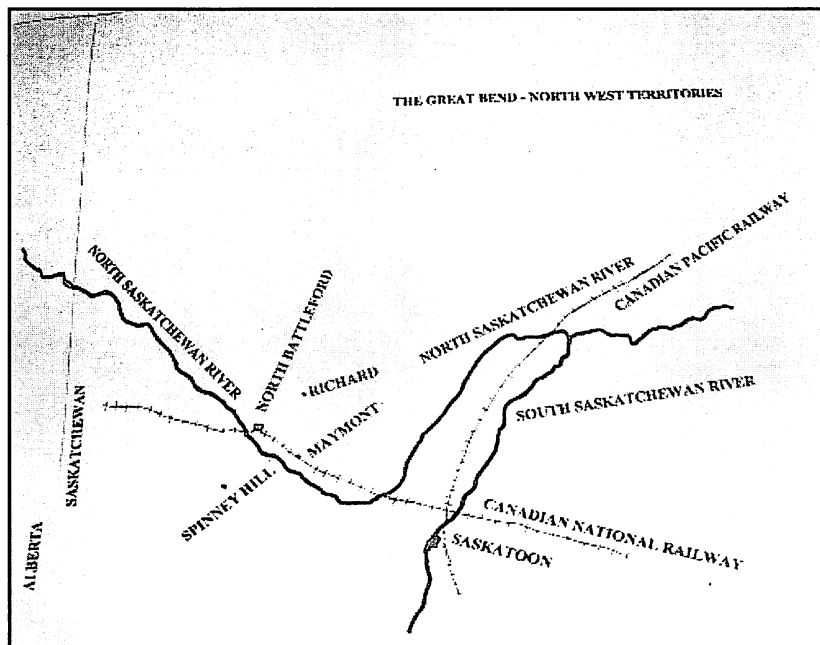 THE GREAT BEND - NORTH WEST TERRITORIES
CANADIAN PACIFIC RAILWAY
NORTH SASKATCHEWAN RIVER
NORTH SASKATCHEWAN RIVER
NORTH BATTLEFORD
RICHARD
MAYMONT
SPINNEY HILL
SOUTH SASKATCHEWAN RIVER
CANADIAN NATIONAL RAILWAY
SASKATOON
SASKATCHEWAN
ALBERTA